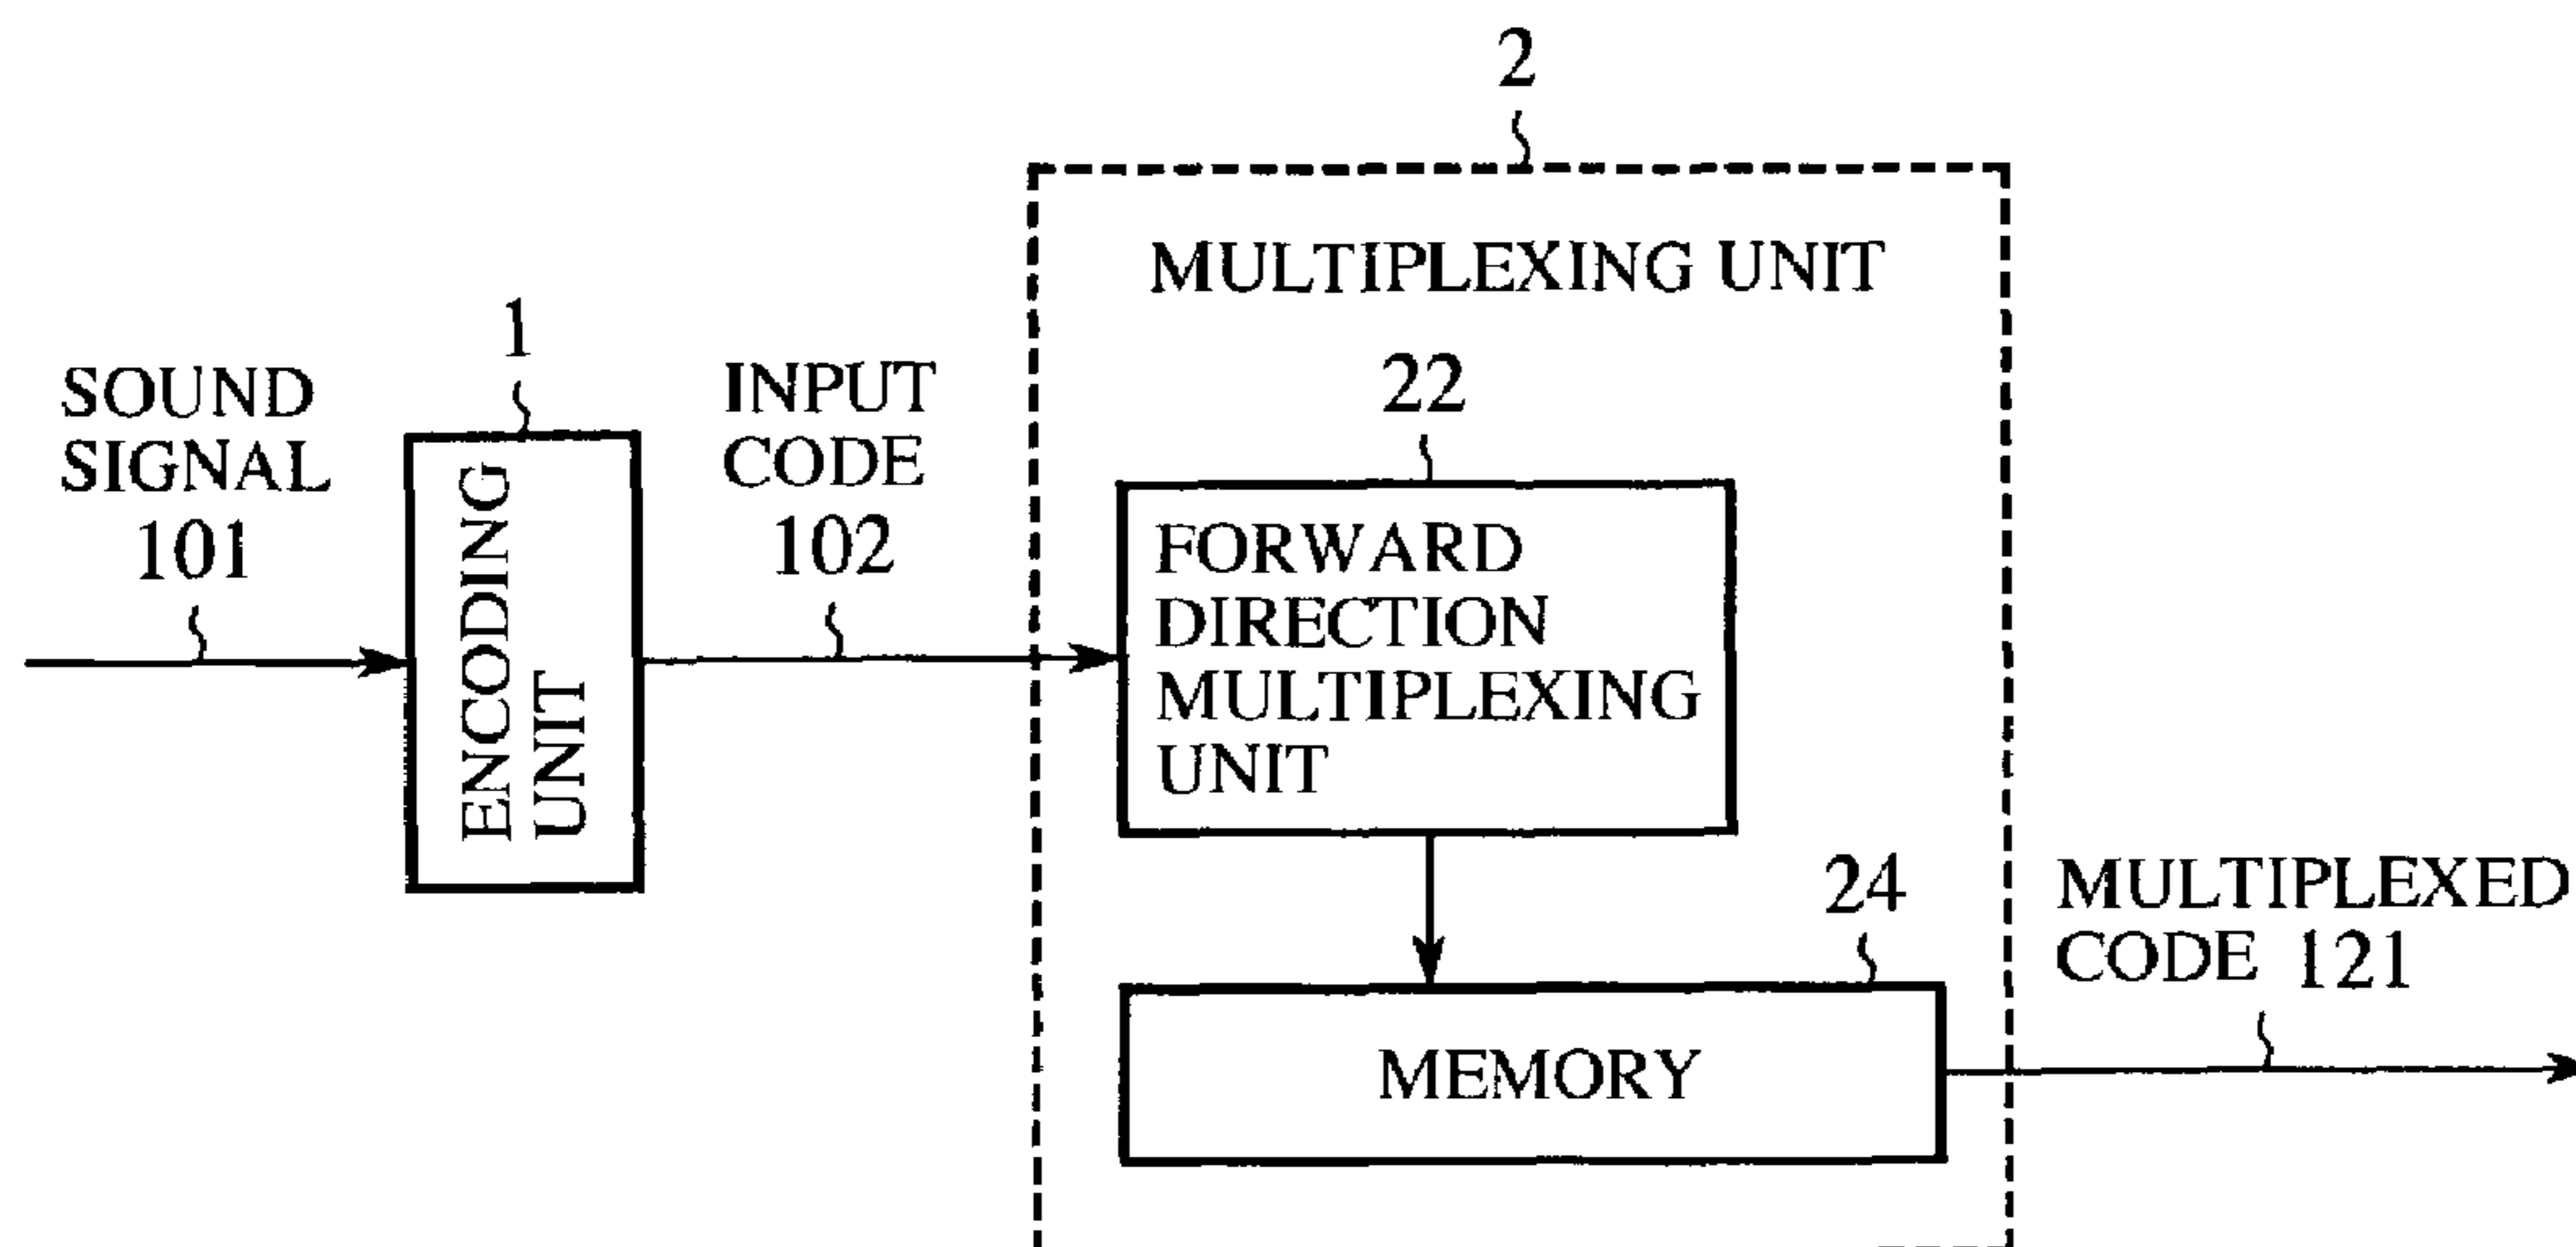 2
MULTIPLEXING UNIT
1
SOUND
SIGNAL
101
ENCODING
UNIT
INPUT
CODE
102
22
FORWARD
DIRECTION
MULTIPLEXING
UNIT
24
MEMORY
MULTIPLEXED
CODE 121